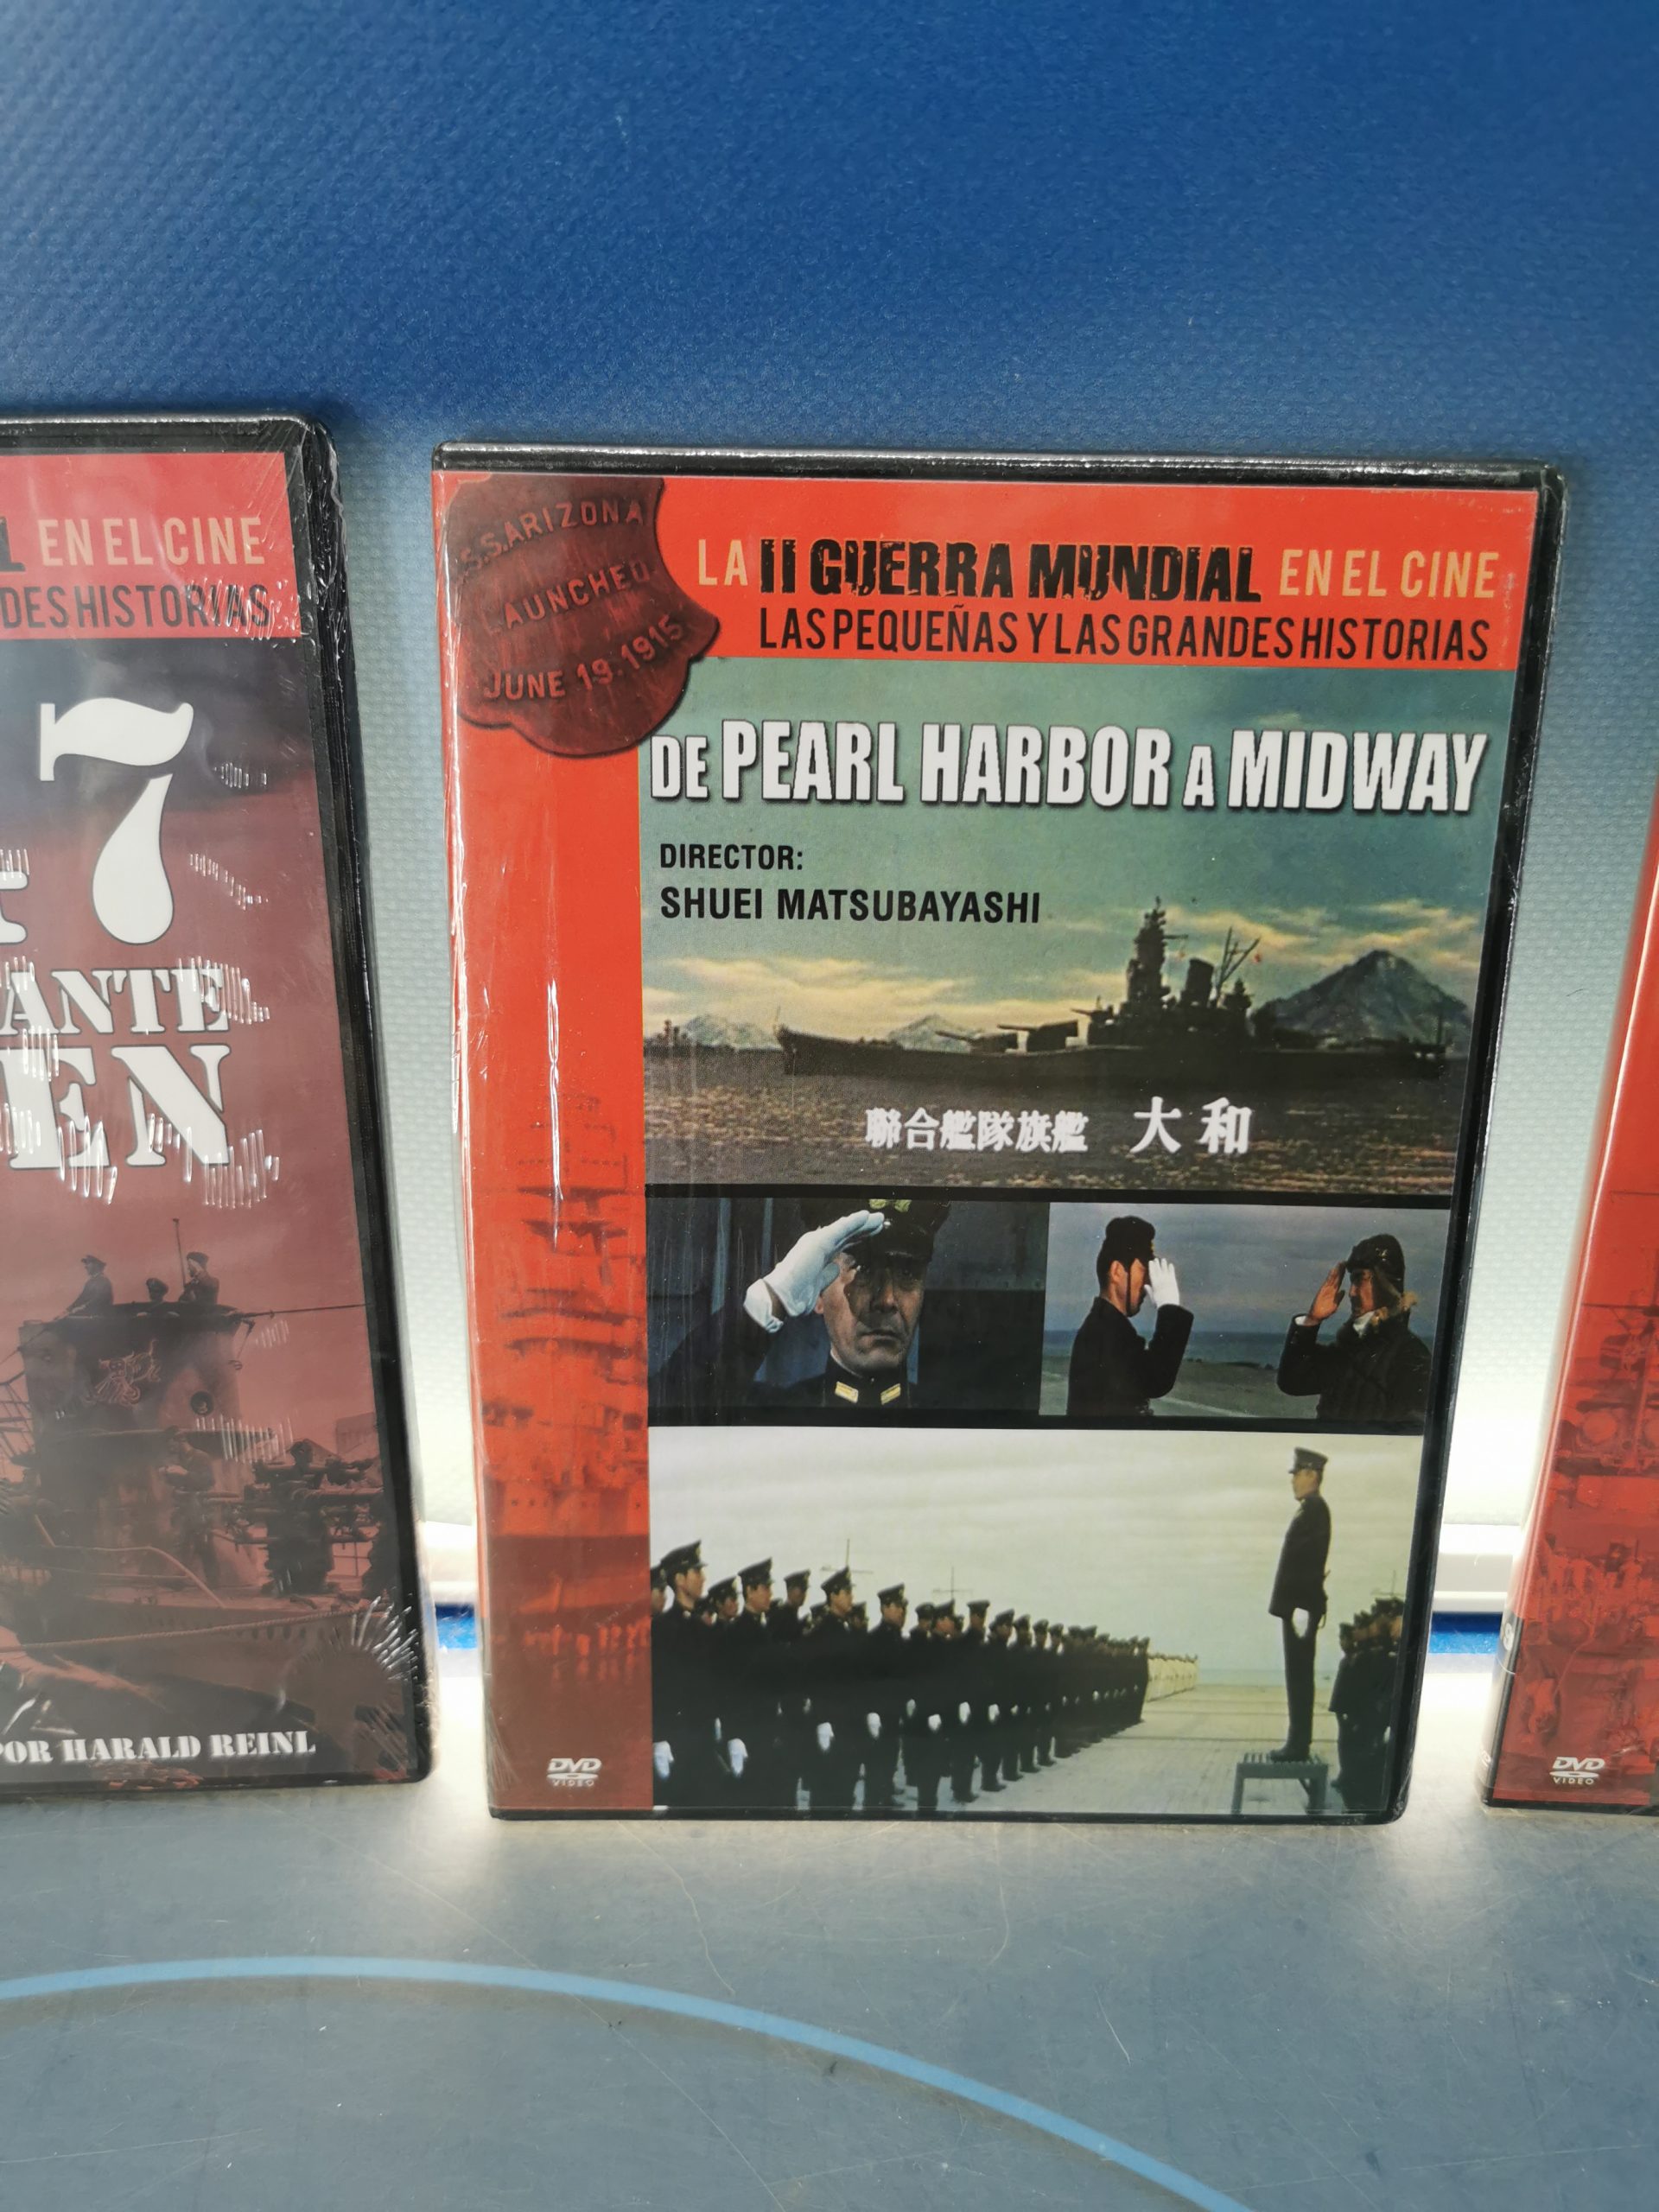 L EN EL CINE
DES HISTORIAS
7
ANTE
EN
POR HARALD REINL
S.S. ARIZONA
LAUNCHED
JUNE 19·1915
LA II GUERRA MUNDIAL EN EL CINE
LAS PEQUEÑAS Y LAS GRANDES HISTORIAS
DE PEARL HARBOR A MIDWAY
DIRECTOR:
SHUEI MATSUBAYASHI
聯合艦隊旗艦 大和
DVD
VIDEO
DVD
VIDEO